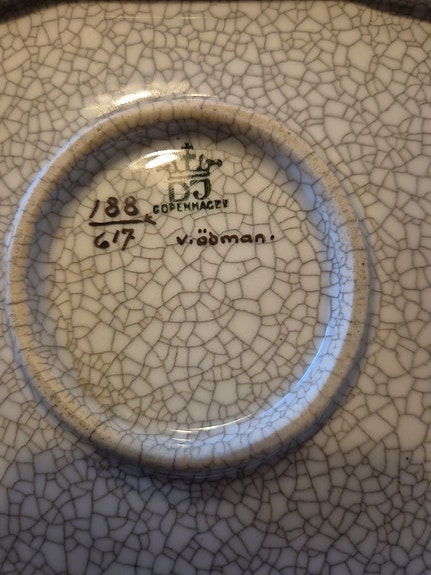 DJ
COPENHAGEN
188
617
v. ödman.